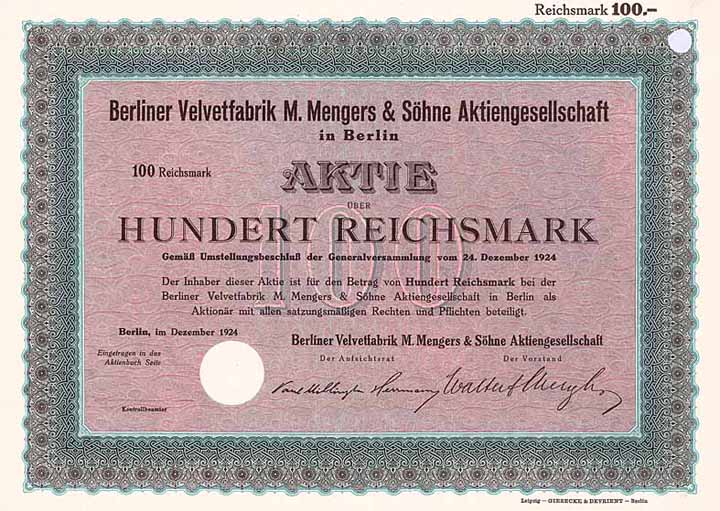 Reichsmark 100.–
Berliner Velvetfabrik M. Mengers & Söhne Aktiengesellschaft
in Berlin
100 Reichsmark
AKTIE
ÜBER
100
HUNDERT REICHSMARK
Gemäß Umstellungsbeschluß der Generalversammlung vom 24. Dezember 1924
Der Inhaber dieser Aktie ist für den Betrag von Hundert Reichsmark bei der
Berliner Velvetfabrik M. Mengers & Söhne Aktiengesellschaft in Berlin als
Aktionär mit allen satzungsmäßigen Rechten und Pflichten beteiligt.
Berlin, im Dezember 1924
Berliner Velvetfabrik M. Mengers & Söhne Aktiengesellschaft
Eingetragen in das
Aktienbuch Seite
Der Aufsichtsrat
Der Vorstand
Kontrollbeamter
Leipzig – GIESECKE & DEVRIENT – Berlin